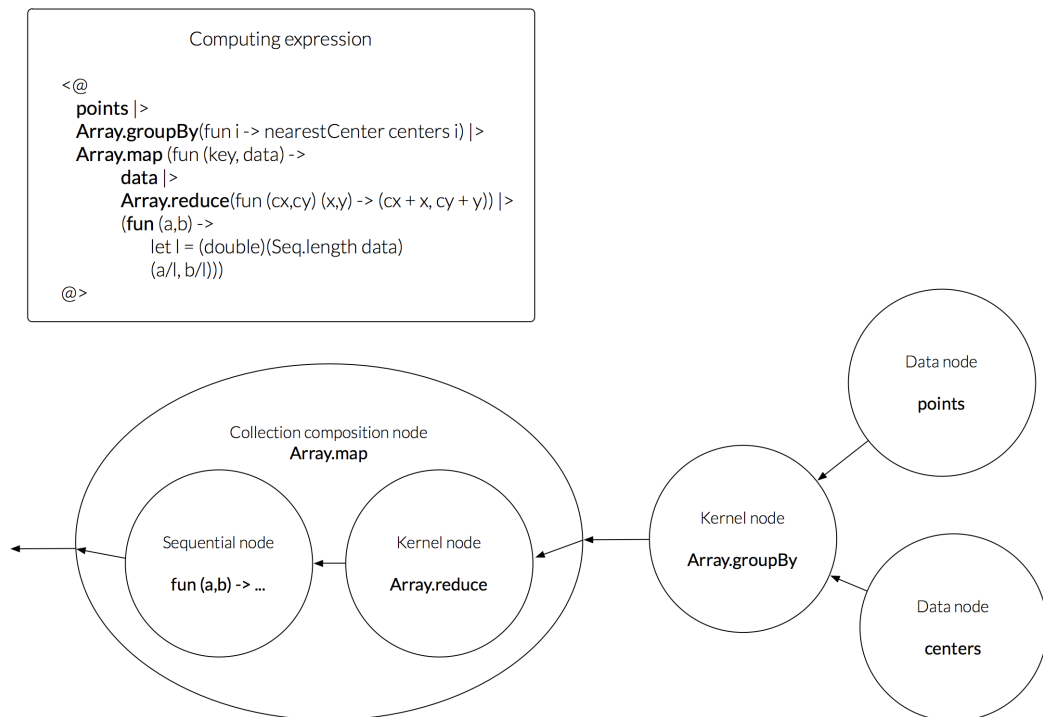 Computing expression
<@
points |>
Array.groupBy(fun i -> nearestCenter centers i) |>
Array.map (fun (key, data) ->
data |>
Array.reduce(fun (cx,cy) (x,y) -> (cx + x, cy + y)) |>
(fun (a,b) ->
let l = (double)(Seq.length data)
(a/l, b/l)))
@>
Data node
points
Collection composition node
Array.map
Kernel node
Array.groupBy
Sequential node
fun (a,b) -> ...
Kernel node
Array.reduce
Data node
centers